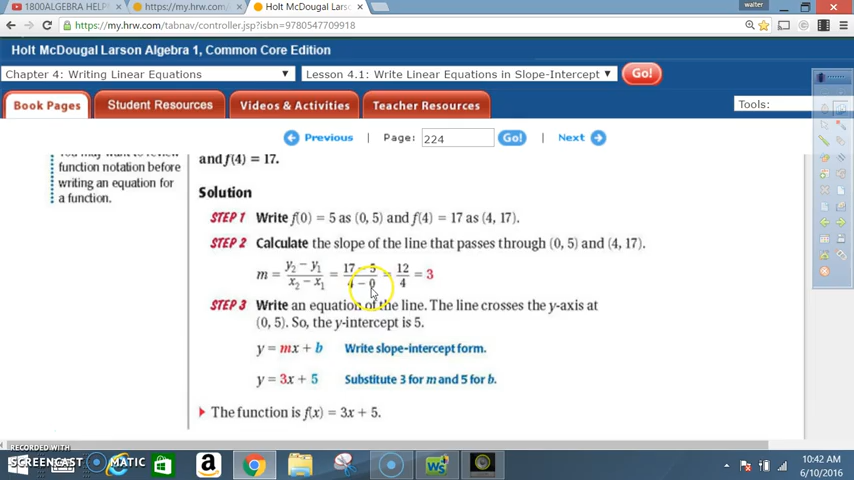 1800ALGEBRA HELP
https://my.hrw.com/tabna
Holt McDougal Larson Alg
walter
https://my.hrw.com/tabnav/controller.jsp?isbn=9780547709918
Holt McDougal Larson Algebra 1, Common Core Edition
Chapter 4: Writing Linear Equations
Lesson 4.1: Write Linear Equations in Slope-Intercept
Go!
Book Pages
Student Resources
Videos & Activities
Teacher Resources
Tools:
Previous | Page: 224 Go! | Next
You may want to review
function notation before
writing an equation for
a function.
and f(4) = 17.
Solution
STEP 1 Write f(0) = 5 as (0, 5) and f(4) = 17 as (4, 17).
STEP 2 Calculate the slope of the line that passes through (0, 5) and (4, 17).
m = y₂ − y₁ / x₂ − x₁ = 17 − 5 / 4 − 0 = 12 / 4 = 3
STEP 3 Write an equation of the line. The line crosses the y-axis at
(0, 5). So, the y-intercept is 5.
y = mx + b Write slope-intercept form.
y = 3x + 5 Substitute 3 for m and 5 for b.
The function is f(x) = 3x + 5.
RECORDED WITH
SCREENCAST MATIC
10:42 AM
6/10/2016